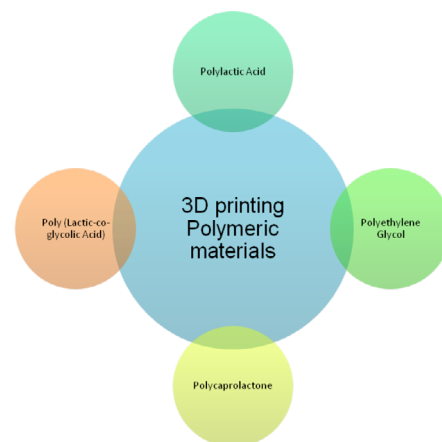 Polylactic Acid
3D printing
Polymeric
materials
Poly (Lactic-co-
glycolic Acid)
Polyethylene
Glycol
Polycaprolactone